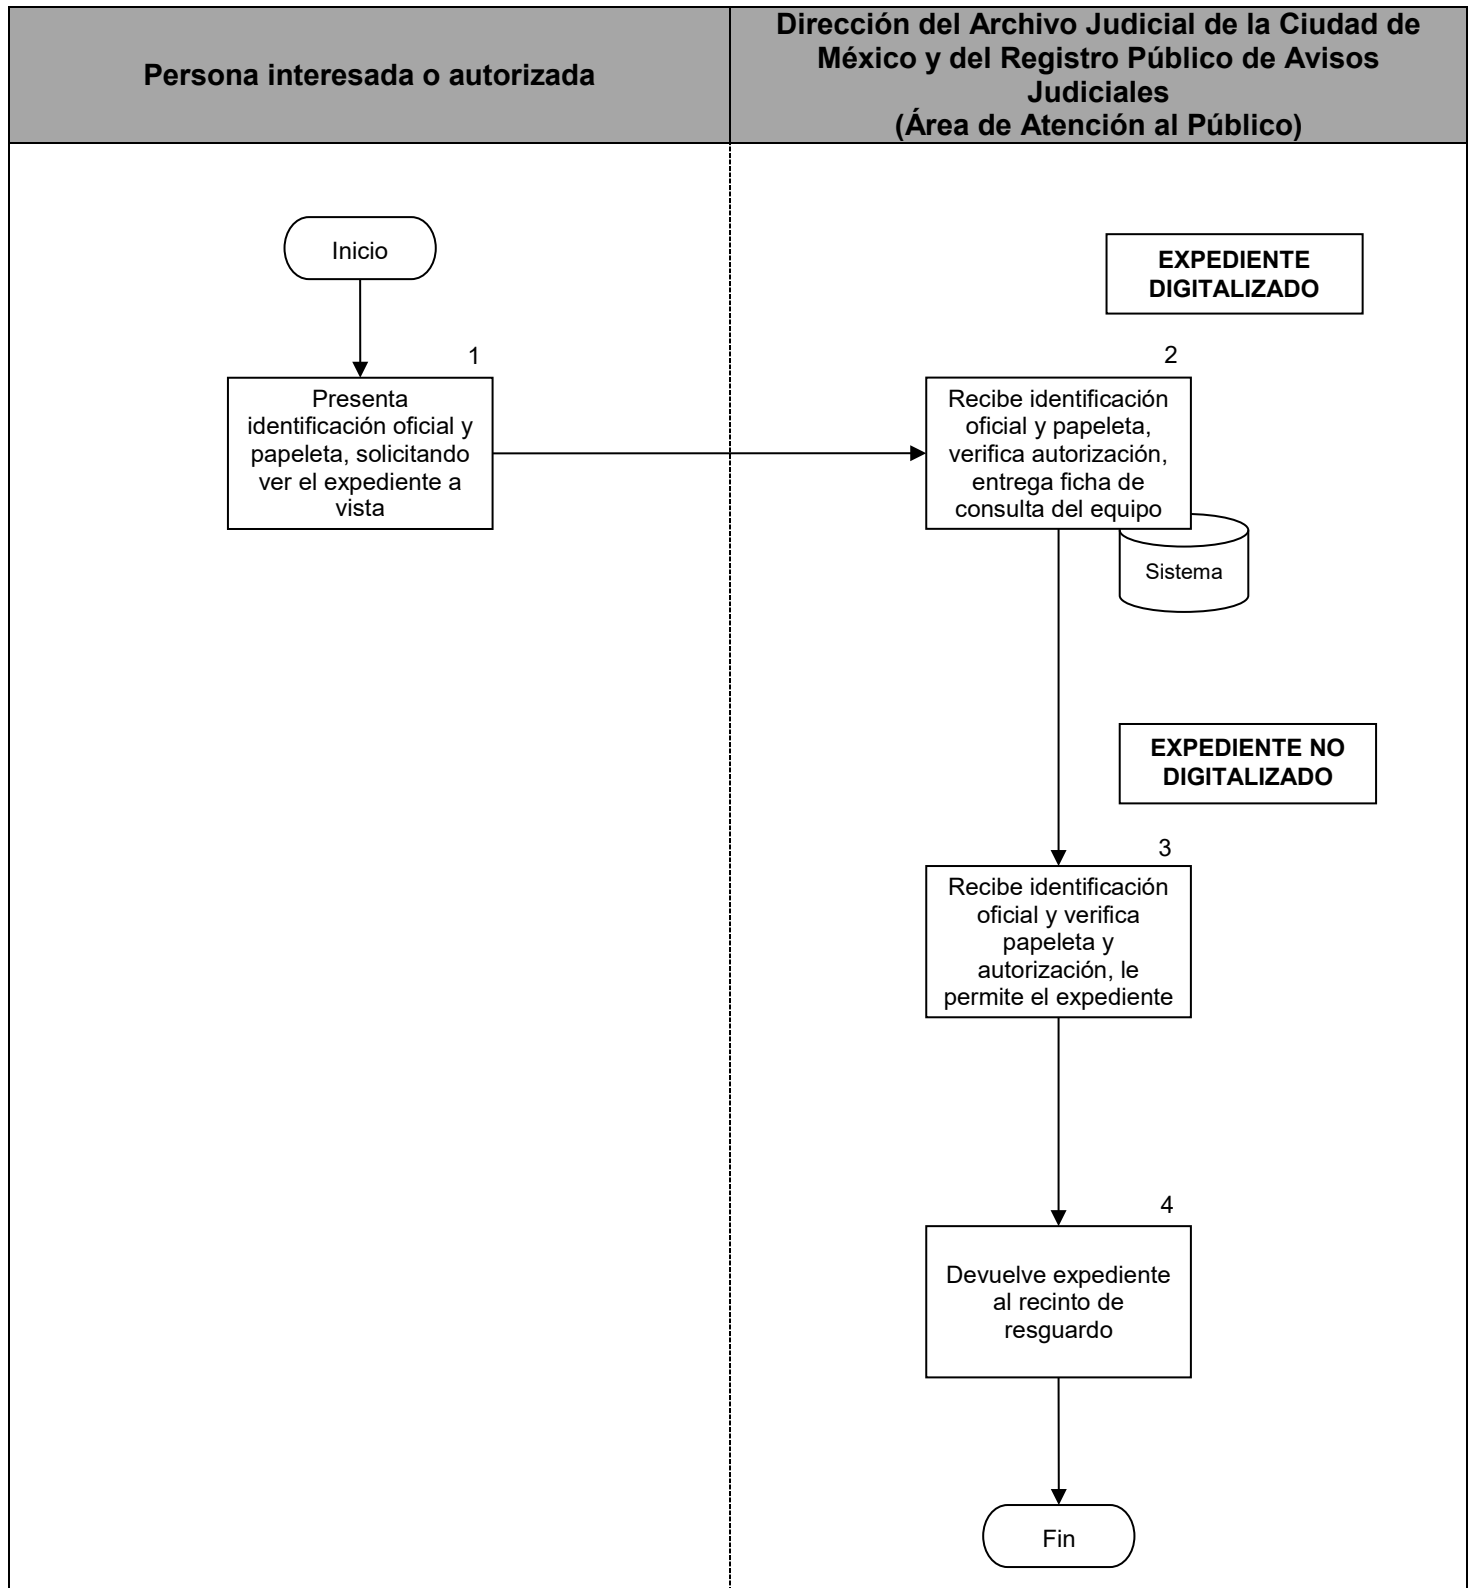 Persona interesada o autorizada
Dirección del Archivo Judicial de la Ciudad de
México y del Registro Público de Avisos
Judiciales
(Área de Atención al Público)
Inicio
EXPEDIENTE
DIGITALIZADO
1
Presenta
identificación oficial y
papeleta, solicitando
ver el expediente a
vista
2
Recibe identificación
oficial y papeleta,
verifica autorización,
entrega ficha de
consulta del equipo
Sistema
EXPEDIENTE NO
DIGITALIZADO
3
Recibe identificación
oficial y verifica
papeleta y
autorización, le
permite el expediente
4
Devuelve expediente
al recinto de
resguardo
Fin